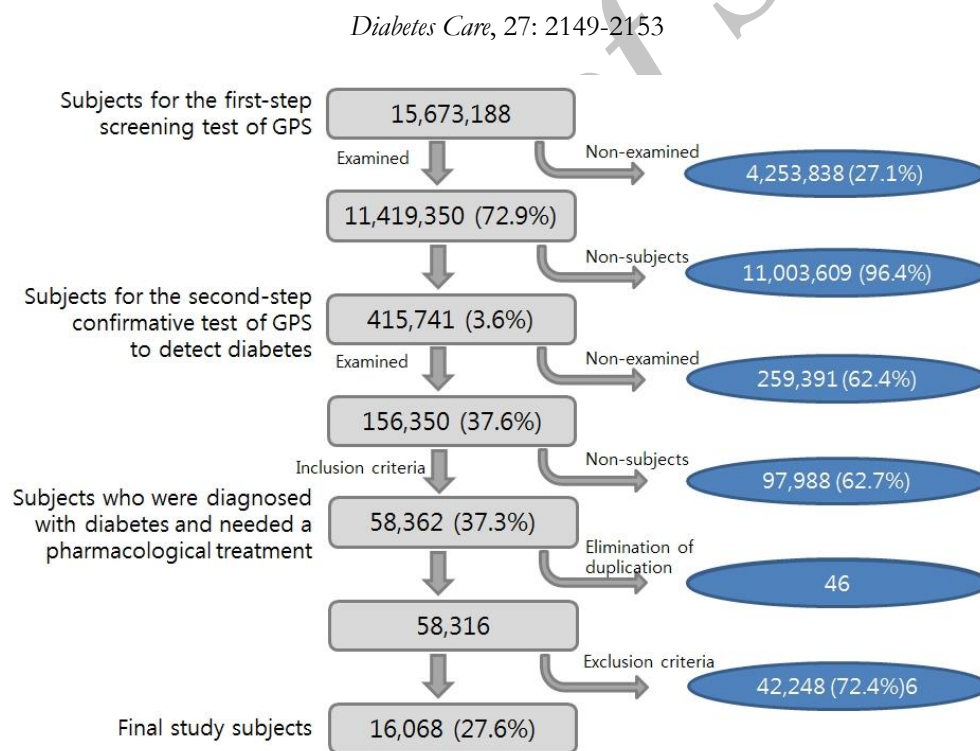 Diabetes Care, 27: 2149-2153
Subjects for the first-step
screening test of GPS
15,673,188
Examined
Non-examined
4,253,838 (27.1%)
11,419,350 (72.9%)
Non-subjects
11,003,609 (96.4%)
Subjects for the second-step
confirmative test of GPS
to detect diabetes
415,741 (3.6%)
Examined
Non-examined
259,391 (62.4%)
156,350 (37.6%)
Inclusion criteria
Non-subjects
97,988 (62.7%)
Subjects who were diagnosed
with diabetes and needed a
pharmacological treatment
58,362 (37.3%)
Elimination of
duplication
46
58,316
Exclusion criteria
42,248 (72.4%)6
Final study subjects
16,068 (27.6%)